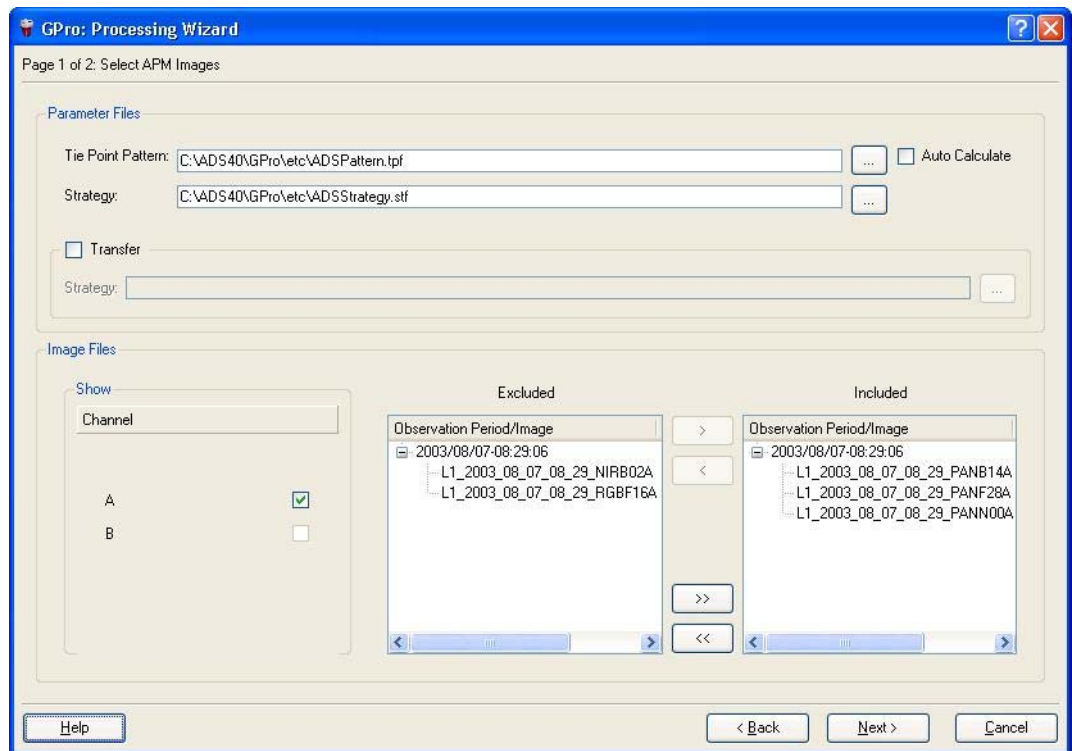 GPro: Processing Wizard
Page 1 of 2: Select APM Images
Parameter Files
Tie Point Pattern: C:\ADS40\GPro\etc\ADSPattern.tpf ... Auto Calculate
Strategy: C:\ADS40\GPro\etc\ADSStrategy.stf ...
Transfer
Strategy: ...
Image Files
Show
Channel
A
B
Excluded
Observation Period/Image
2003/08/07-08:29:06
L1_2003_08_07_08_29_NIRB02A
L1_2003_08_07_08_29_RGBF16A
>
<
>>
<<
Included
Observation Period/Image
2003/08/07-08:29:06
L1_2003_08_07_08_29_PANB14A
L1_2003_08_07_08_29_PANF28A
L1_2003_08_07_08_29_PANN00A
Help < Back Next > Cancel